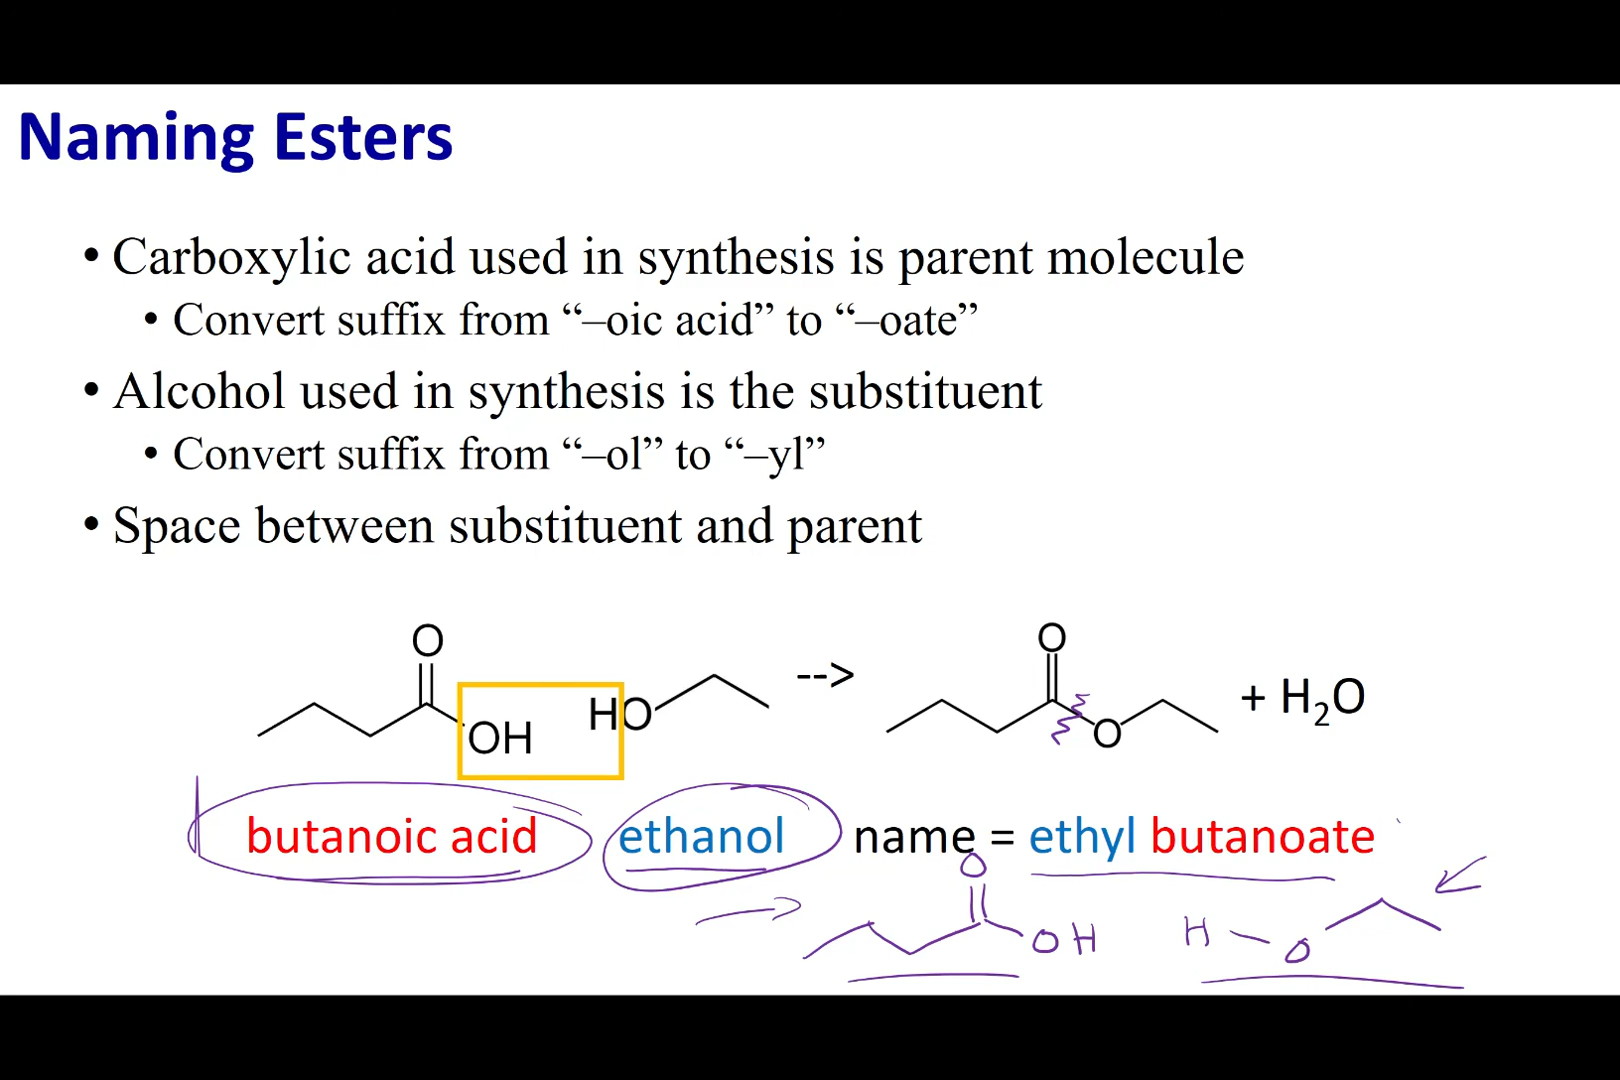 Naming Esters
• Carboxylic acid used in synthesis is parent molecule
• Convert suffix from “–oic acid” to “–oate”
• Alcohol used in synthesis is the substituent
• Convert suffix from “–ol” to “–yl”
• Space between substituent and parent
O
OH
HO
-->
O
O
+ H₂O
butanoic acid
ethanol
name = ethyl butanoate
O
OH
H
O